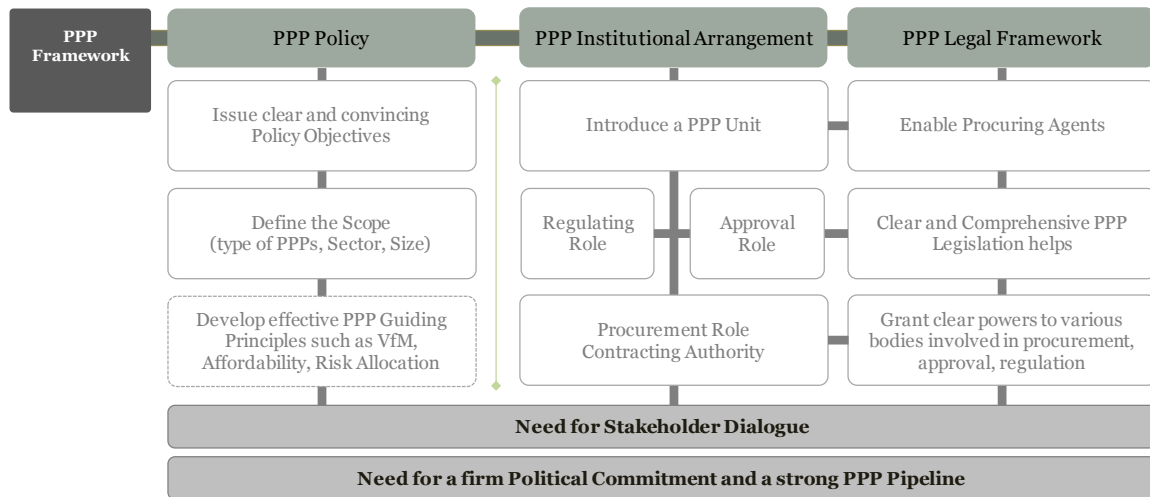 PPP
Framework
PPP Policy
PPP Institutional Arrangement
PPP Legal Framework
Issue clear and convincing
Policy Objectives
Introduce a PPP Unit
Enable Procuring Agents
Define the Scope
(type of PPPs, Sector, Size)
Regulating
Role
Approval
Role
Clear and Comprehensive PPP
Legislation helps
Develop effective PPP Guiding
Principles such as VfM,
Affordability, Risk Allocation
Procurement Role
Contracting Authority
Grant clear powers to various
bodies involved in procurement,
approval, regulation
Need for Stakeholder Dialogue
Need for a firm Political Commitment and a strong PPP Pipeline